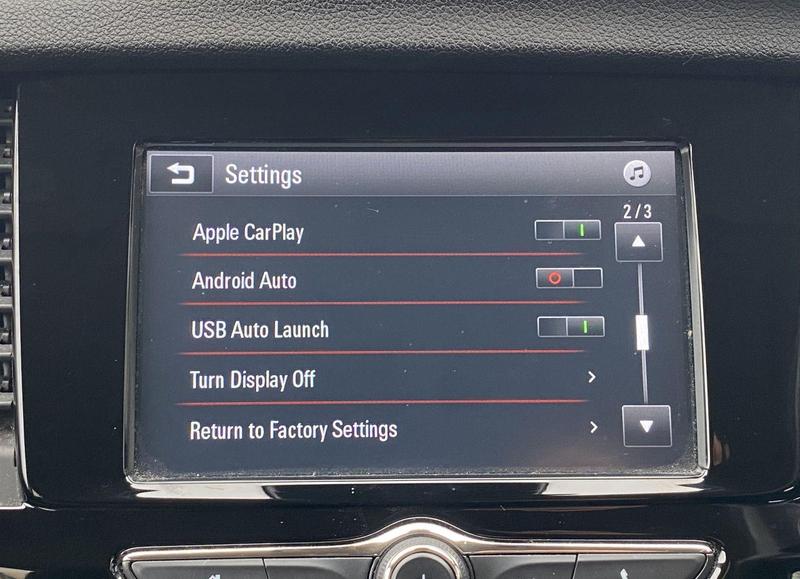 Settings
2/3
Apple CarPlay
Android Auto
USB Auto Launch
Turn Display Off
Return to Factory Settings